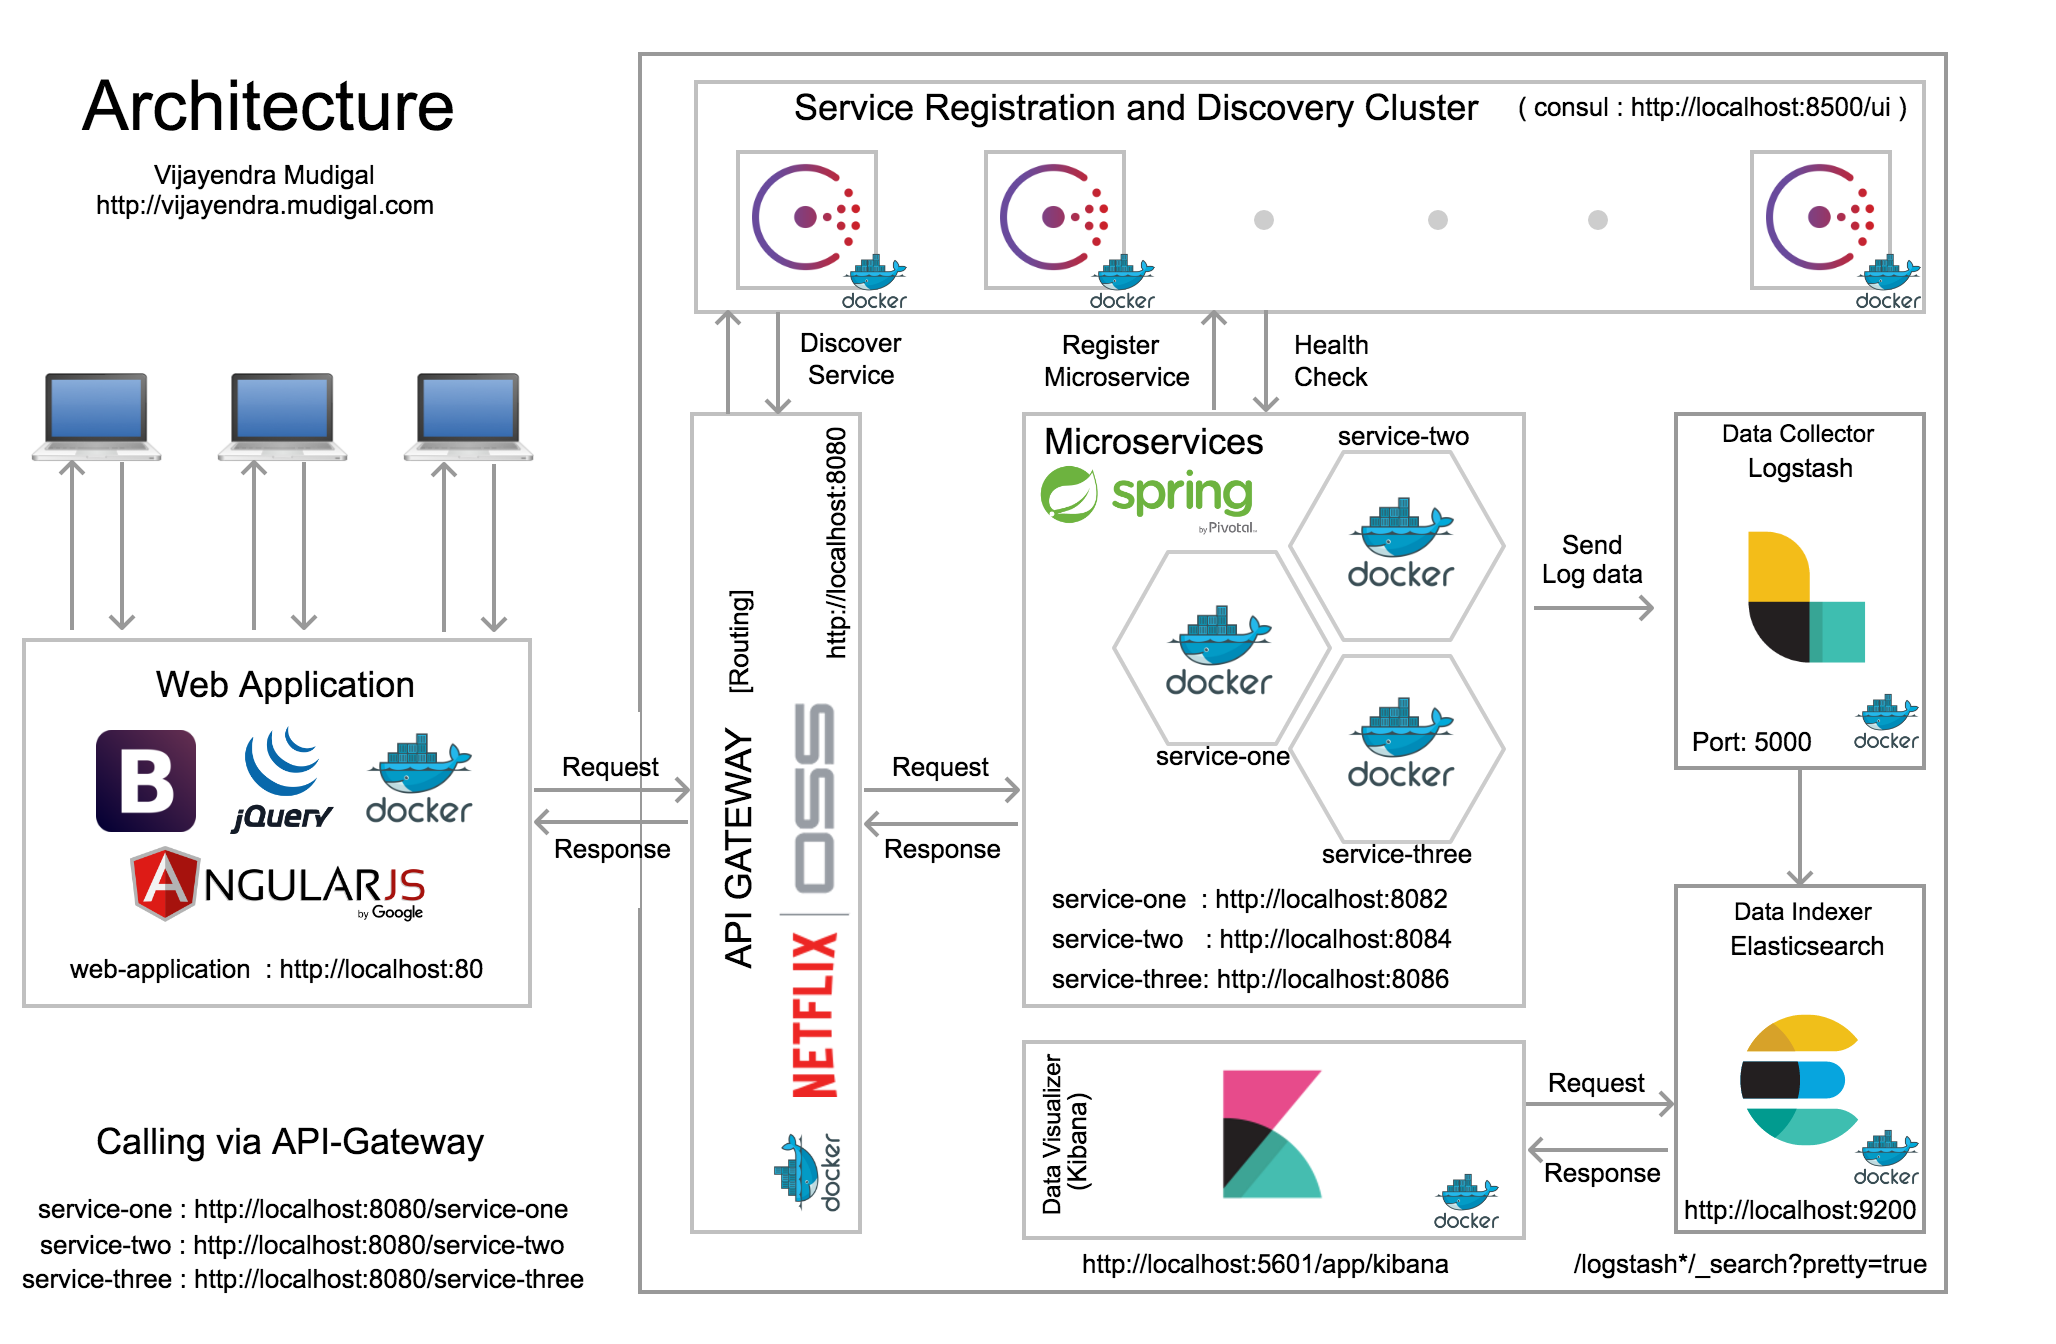 Architecture
Vijayendra Mudigal
http://vijayendra.mudigal.com
Service Registration and Discovery Cluster ( consul : http://localhost:8500/ui )
docker
docker
docker
Discover
Service
Register
Microservice
Health
Check
Web Application
B
jQuery
docker
ANGULARJS
by Google
web-application : http://localhost:80
Request
Response
API GATEWAY [Routing]
http://localhost:8080
NETFLIX | OSS
docker
Request
Response
Microservices
spring
by Pivotal™
service-two
docker
docker
service-one
docker
service-three
service-one : http://localhost:8082
service-two : http://localhost:8084
service-three: http://localhost:8086
Send
Log data
Data Collector
Logstash
Port: 5000
docker
Data Indexer
Elasticsearch
docker
http://localhost:9200
/logstash*/_search?pretty=true
Request
Response
Data Visualizer
(Kibana)
docker
http://localhost:5601/app/kibana
Calling via API-Gateway
service-one : http://localhost:8080/service-one
service-two : http://localhost:8080/service-two
service-three : http://localhost:8080/service-three